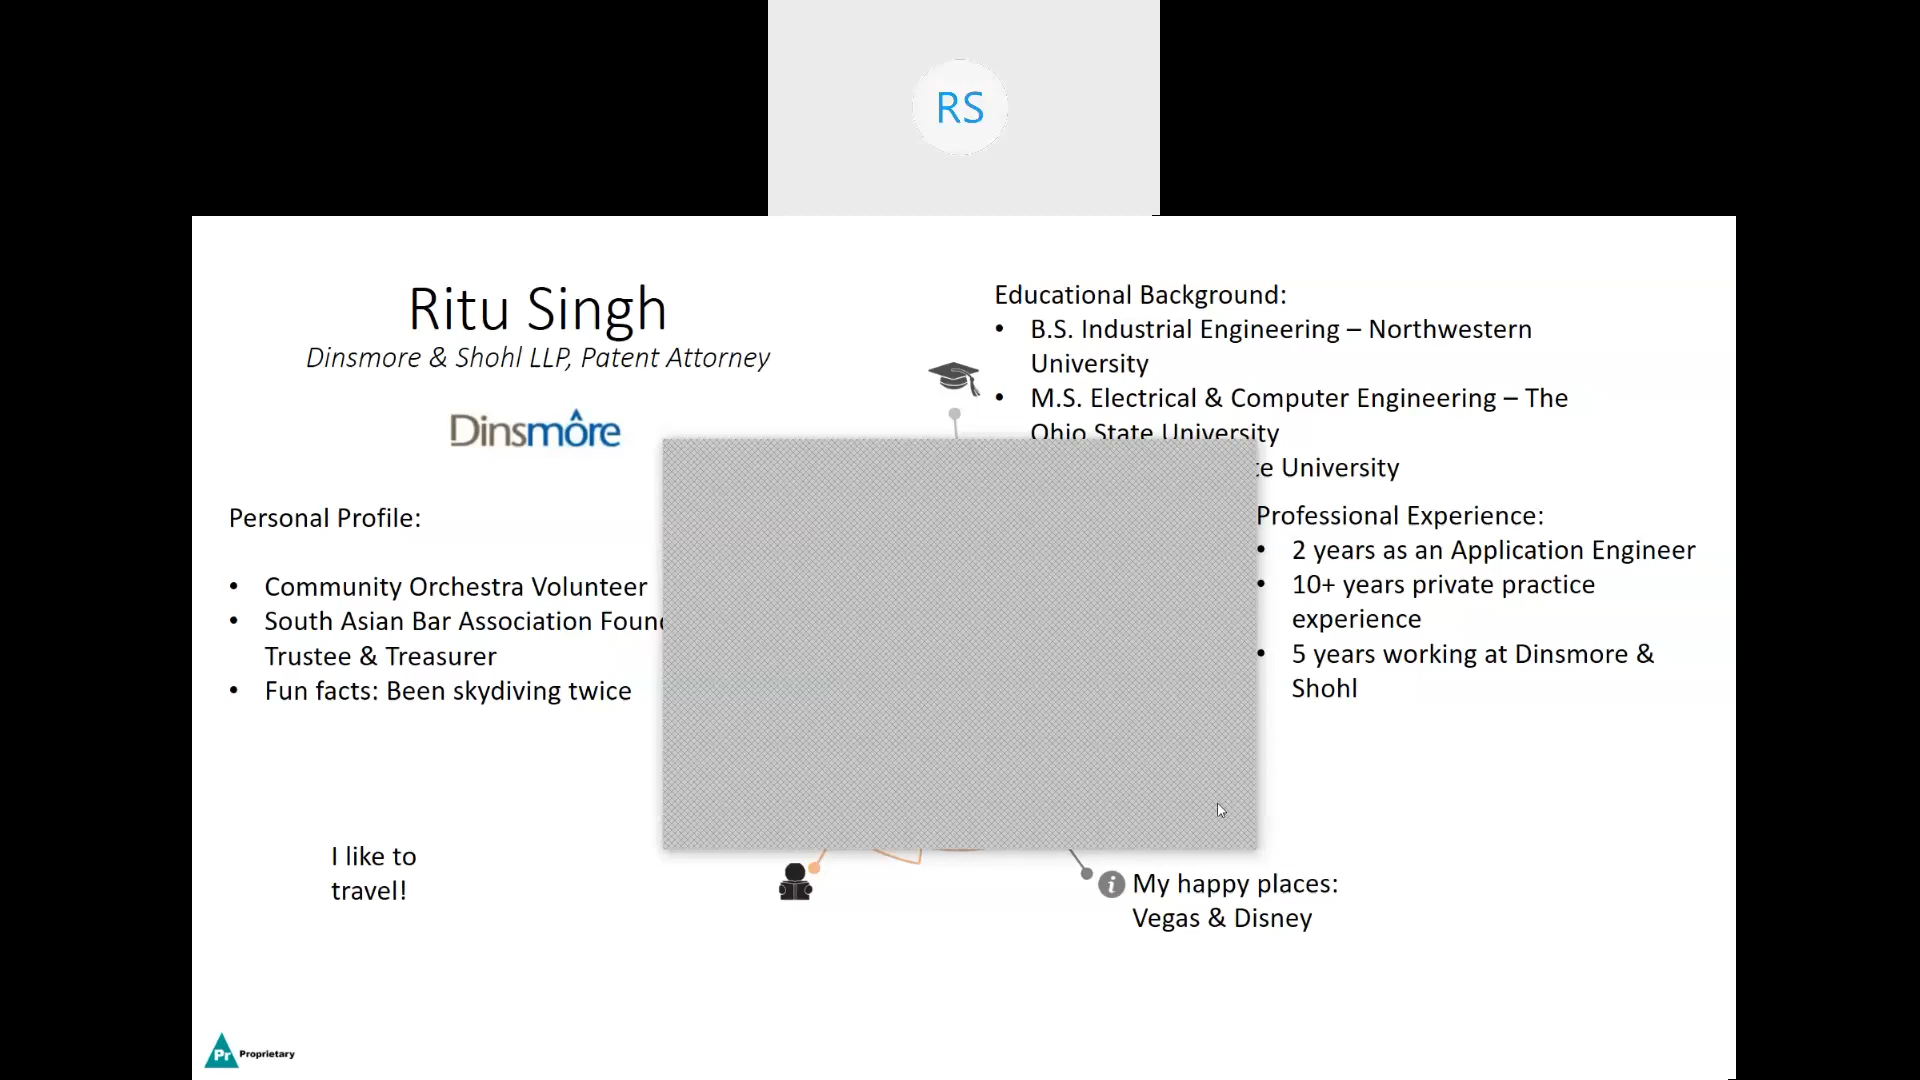 RS
Ritu Singh
Dinsmore & Shohl LLP, Patent Attorney
Dinsmôre
Educational Background:
• B.S. Industrial Engineering – Northwestern
University
• M.S. Electrical & Computer Engineering – The
Ohio State University
University
Personal Profile:
• Community Orchestra Volunteer
• South Asian Bar Association
Trustee & Treasurer
• Fun facts: Been skydiving twice
Professional Experience:
• 2 years as an Application Engineer
• 10+ years private practice
experience
• 5 years working at Dinsmore &
Shohl
I like to
travel!
i
My happy places:
Vegas & Disney
Pr Proprietary